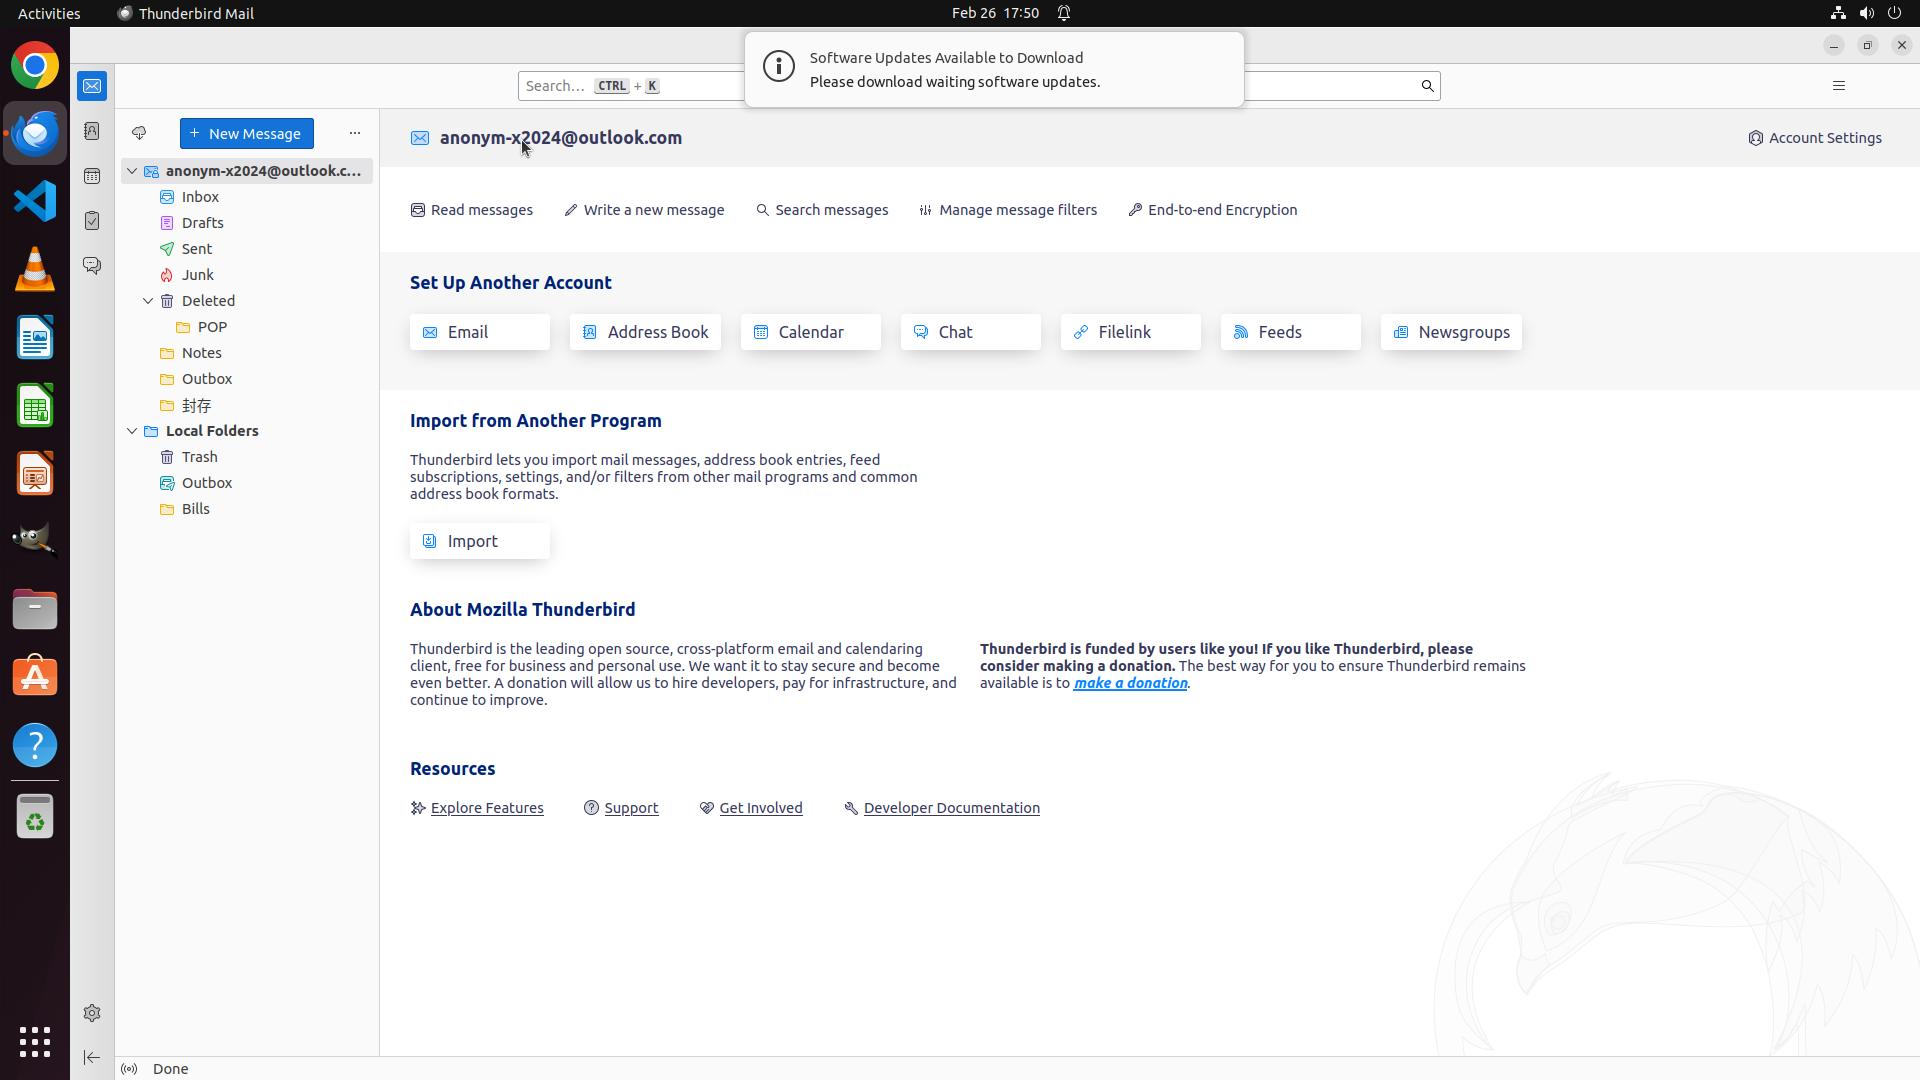 Activities
Thunderbird Mail
Feb 26 17:50
Software Updates Available to Download
Please download waiting software updates.
Search… CTRL + K
New Message
anonym-x2024@outlook.com
Account Settings
anonym-x2024@outlook.c...
Inbox
Drafts
Sent
Junk
Deleted
POP
Notes
Outbox
封存
Local Folders
Trash
Outbox
Bills
Read messages
Write a new message
Search messages
Manage message filters
End-to-end Encryption
Set Up Another Account
Email
Address Book
Calendar
Chat
Filelink
Feeds
Newsgroups
Import from Another Program
Thunderbird lets you import mail messages, address book entries, feed
subscriptions, settings, and/or filters from other mail programs and common
address book formats.
Import
About Mozilla Thunderbird
Thunderbird is the leading open source, cross-platform email and calendaring
client, free for business and personal use. We want it to stay secure and become
even better. A donation will allow us to hire developers, pay for infrastructure, and
continue to improve.
Thunderbird is funded by users like you! If you like Thunderbird, please
consider making a donation. The best way for you to ensure Thunderbird remains
available is to make a donation.
Resources
Explore Features
Support
Get Involved
Developer Documentation
Done